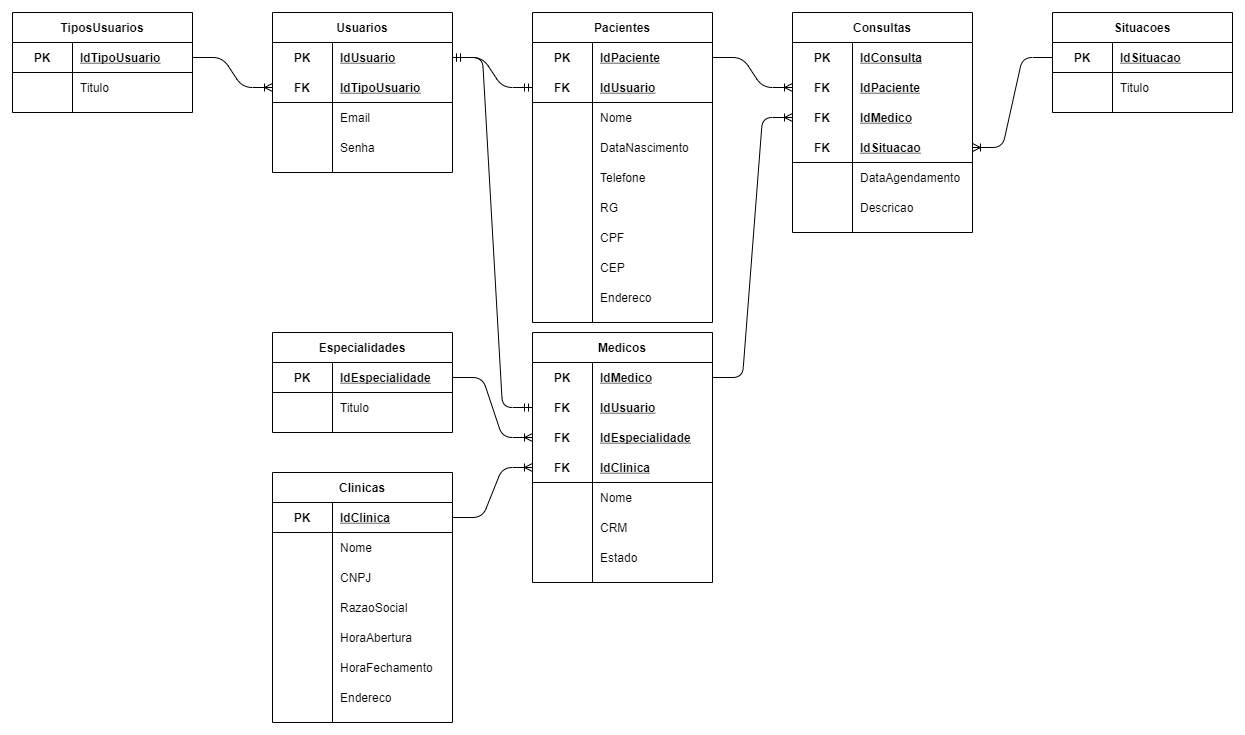 TiposUsuarios
PK IdTipoUsuario
Titulo
Usuarios
PK IdUsuario
FK IdTipoUsuario
Email
Senha
Pacientes
PK IdPaciente
FK IdUsuario
Nome
DataNascimento
Telefone
RG
CPF
CEP
Endereco
Consultas
PK IdConsulta
FK IdPaciente
FK IdMedico
FK IdSituacao
DataAgendamento
Descricao
Situacoes
PK IdSituacao
Titulo
Especialidades
PK IdEspecialidade
Titulo
Medicos
PK IdMedico
FK IdUsuario
FK IdEspecialidade
FK IdClinica
Nome
CRM
Estado
Clinicas
PK IdClinica
Nome
CNPJ
RazaoSocial
HoraAbertura
HoraFechamento
Endereco